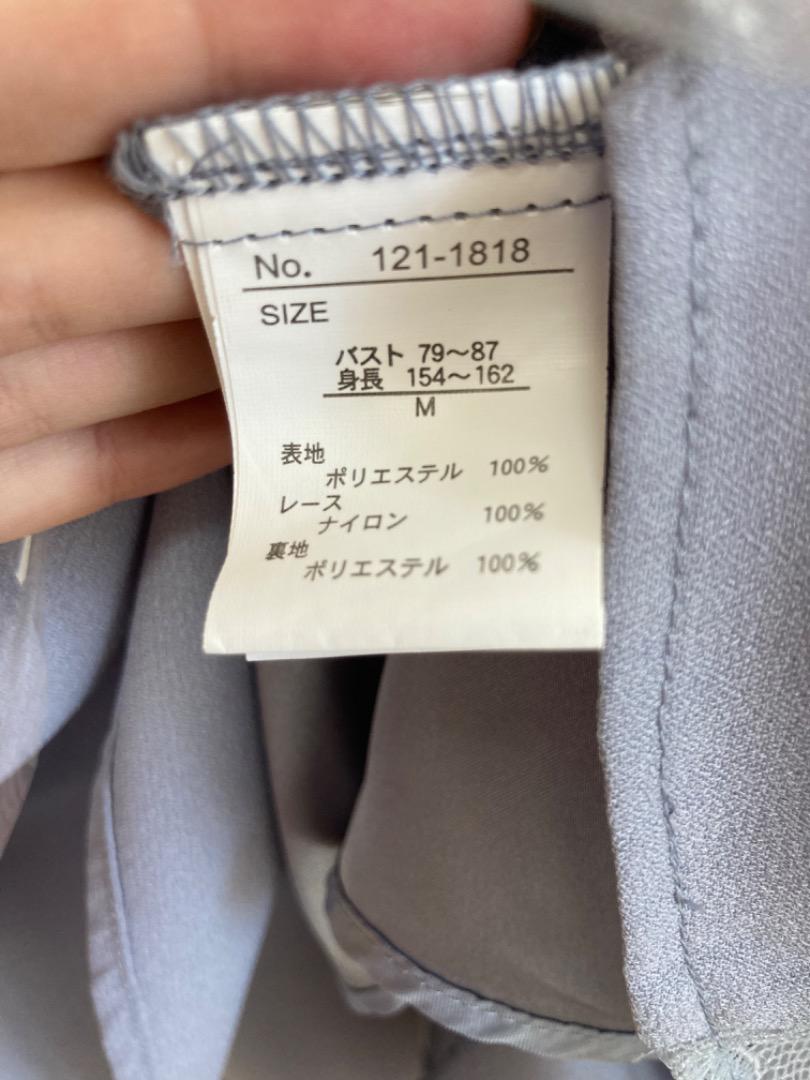 No. 121-1818
SIZE
バスト 79～87
身長 154～162
M
表地
ポリエステル 100%
レース
ナイロン 100%
裏地
ポリエステル 100%